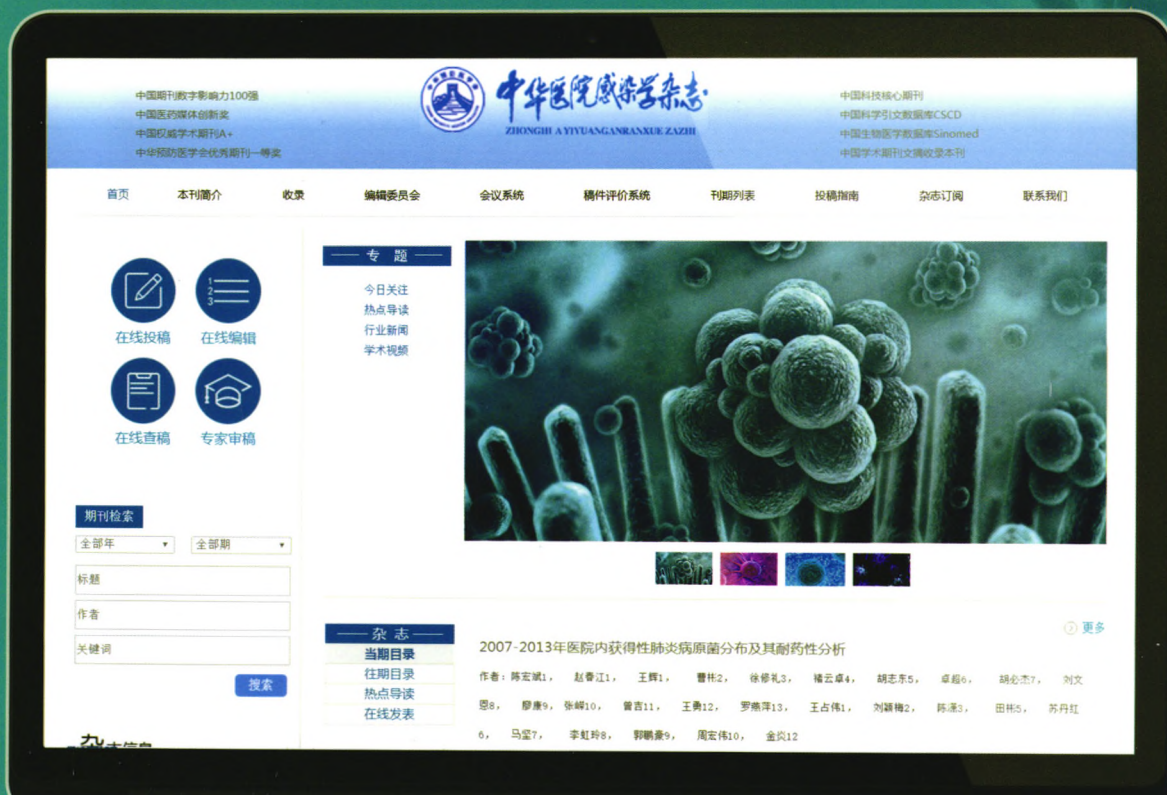 中国期刊数字影响力100强
中国医药媒体创新奖
中国权威学术期刊A+
中华预防医学会优秀期刊一等奖
中华医院感染学杂志
ZHONGHUA YIYUANGANRANXUE ZAZHI
中国科技核心期刊
中国科学引文数据库CSCD
中国生物医学数据库Sinomed
中国学术期刊文摘收录本刊
首页 本刊简介 收录 编辑委员会 会议系统 稿件评价系统 刊期列表 投稿指南 杂志订阅 联系我们
在线投稿 在线编辑
在线查稿 专家审稿
专 题
今日关注
热点导读
行业新闻
学术视频
期刊检索
全部年 全部期
标题
作者
关键词
搜索
杂 志
当期目录
往期目录
热点导读
在线发表
更多
2007-2013年医院内获得性肺炎病原菌分布及其耐药性分析
作者：陈宏斌1， 赵春江1， 王辉1， 曹彬2， 徐修礼3， 褚云卓4， 胡志东5， 卓超6， 胡必杰7， 刘文
恩8， 廖康9， 张嵘10， 曾吉11， 王勇12， 罗燕萍13， 王占伟1， 刘颖梅2， 陈潇3， 田彬5， 苏丹虹
6， 马坚7， 李虹玲8， 郭鹏豪9， 周宏伟10， 金炎12